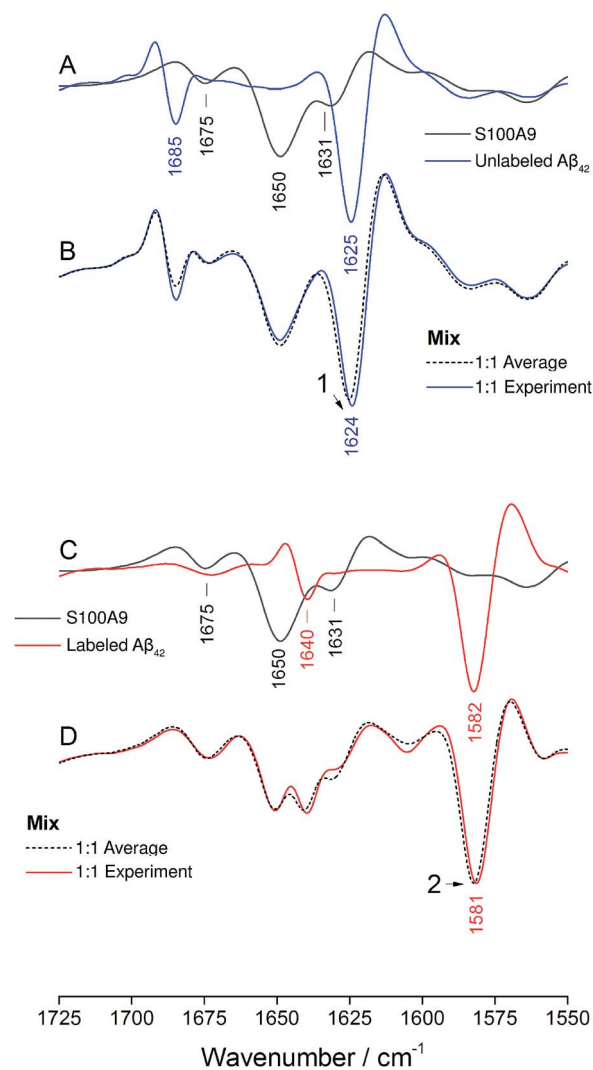 A
1685
1675
1650
1631
1625
S100A9
Unlabeled Aβ42
B
Mix
1:1 Average
1:1 Experiment
1
1624
C
S100A9
Labeled Aβ42
1675
1650
1640
1631
1582
D
Mix
1:1 Average
1:1 Experiment
2
1581
1725 1700 1675 1650 1625 1600 1575 1550
Wavenumber / cm⁻¹